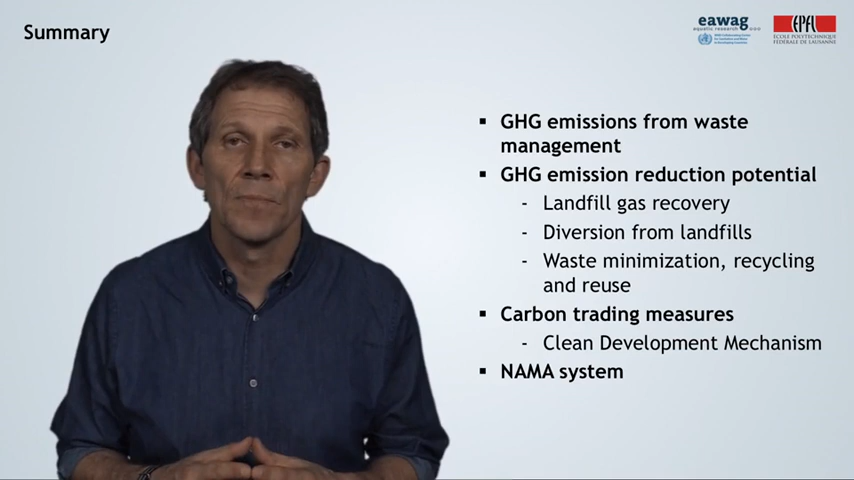 Summary
eawag
aquatic research
EPFL
ECOLE POLYTECHNIQUE
FÉDÉRALE DE LAUSANNE
▪ GHG emissions from waste
management
▪ GHG emission reduction potential
- Landfill gas recovery
- Diversion from landfills
- Waste minimization, recycling
and reuse
▪ Carbon trading measures
- Clean Development Mechanism
▪ NAMA system